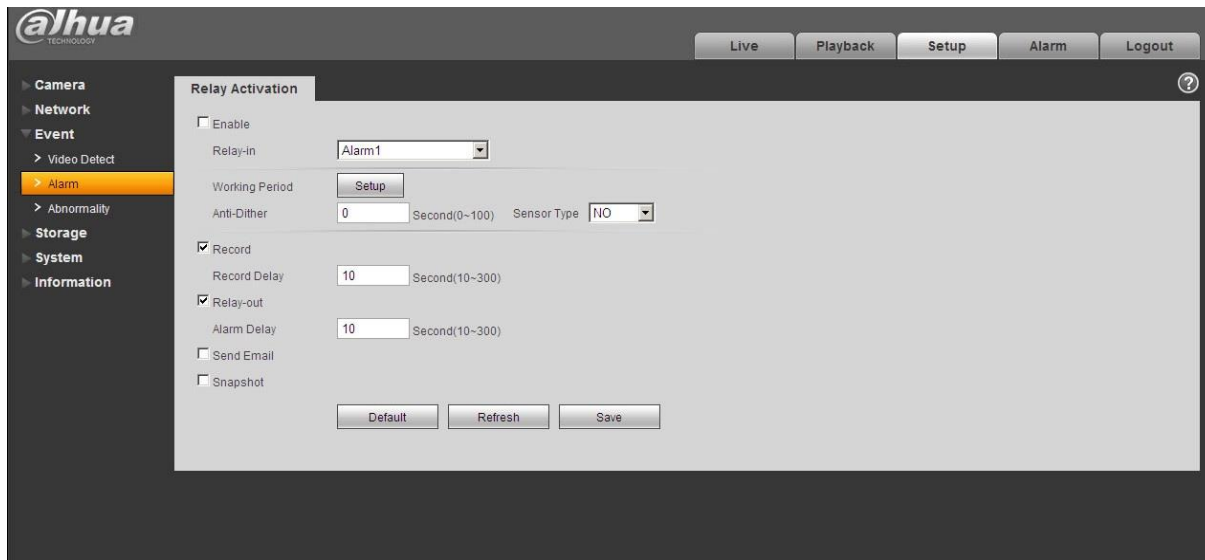 alhua
TECHNOLOGY
Live Playback Setup Alarm Logout
Camera
Network
Event
> Video Detect
> Alarm
> Abnormality
Storage
System
Information
Relay Activation
?
Enable
Relay-in Alarm1
Working Period Setup
Anti-Dither 0 Second(0~100) Sensor Type NO
Record
Record Delay 10 Second(10~300)
Relay-out
Alarm Delay 10 Second(10~300)
Send Email
Snapshot
Default Refresh Save